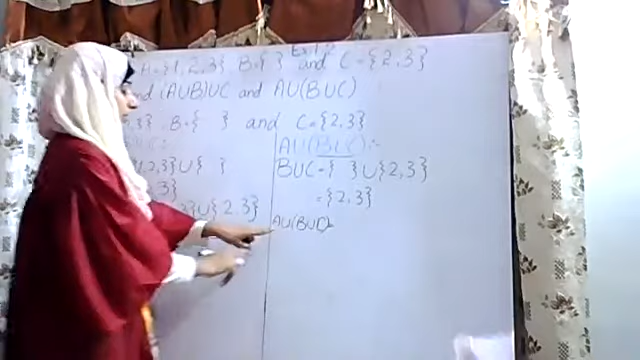 Ex 1.2
A={1,2,3} B={ } and C={2,3}
(AUB)UC and AU(BUC)
,3} B={ } and C={2,3}
1,2,3}U{ }
3}
3}U{2,3}
AU(BUC):-
BUC={ }U{2,3}
={2,3}
AU(BUC)=